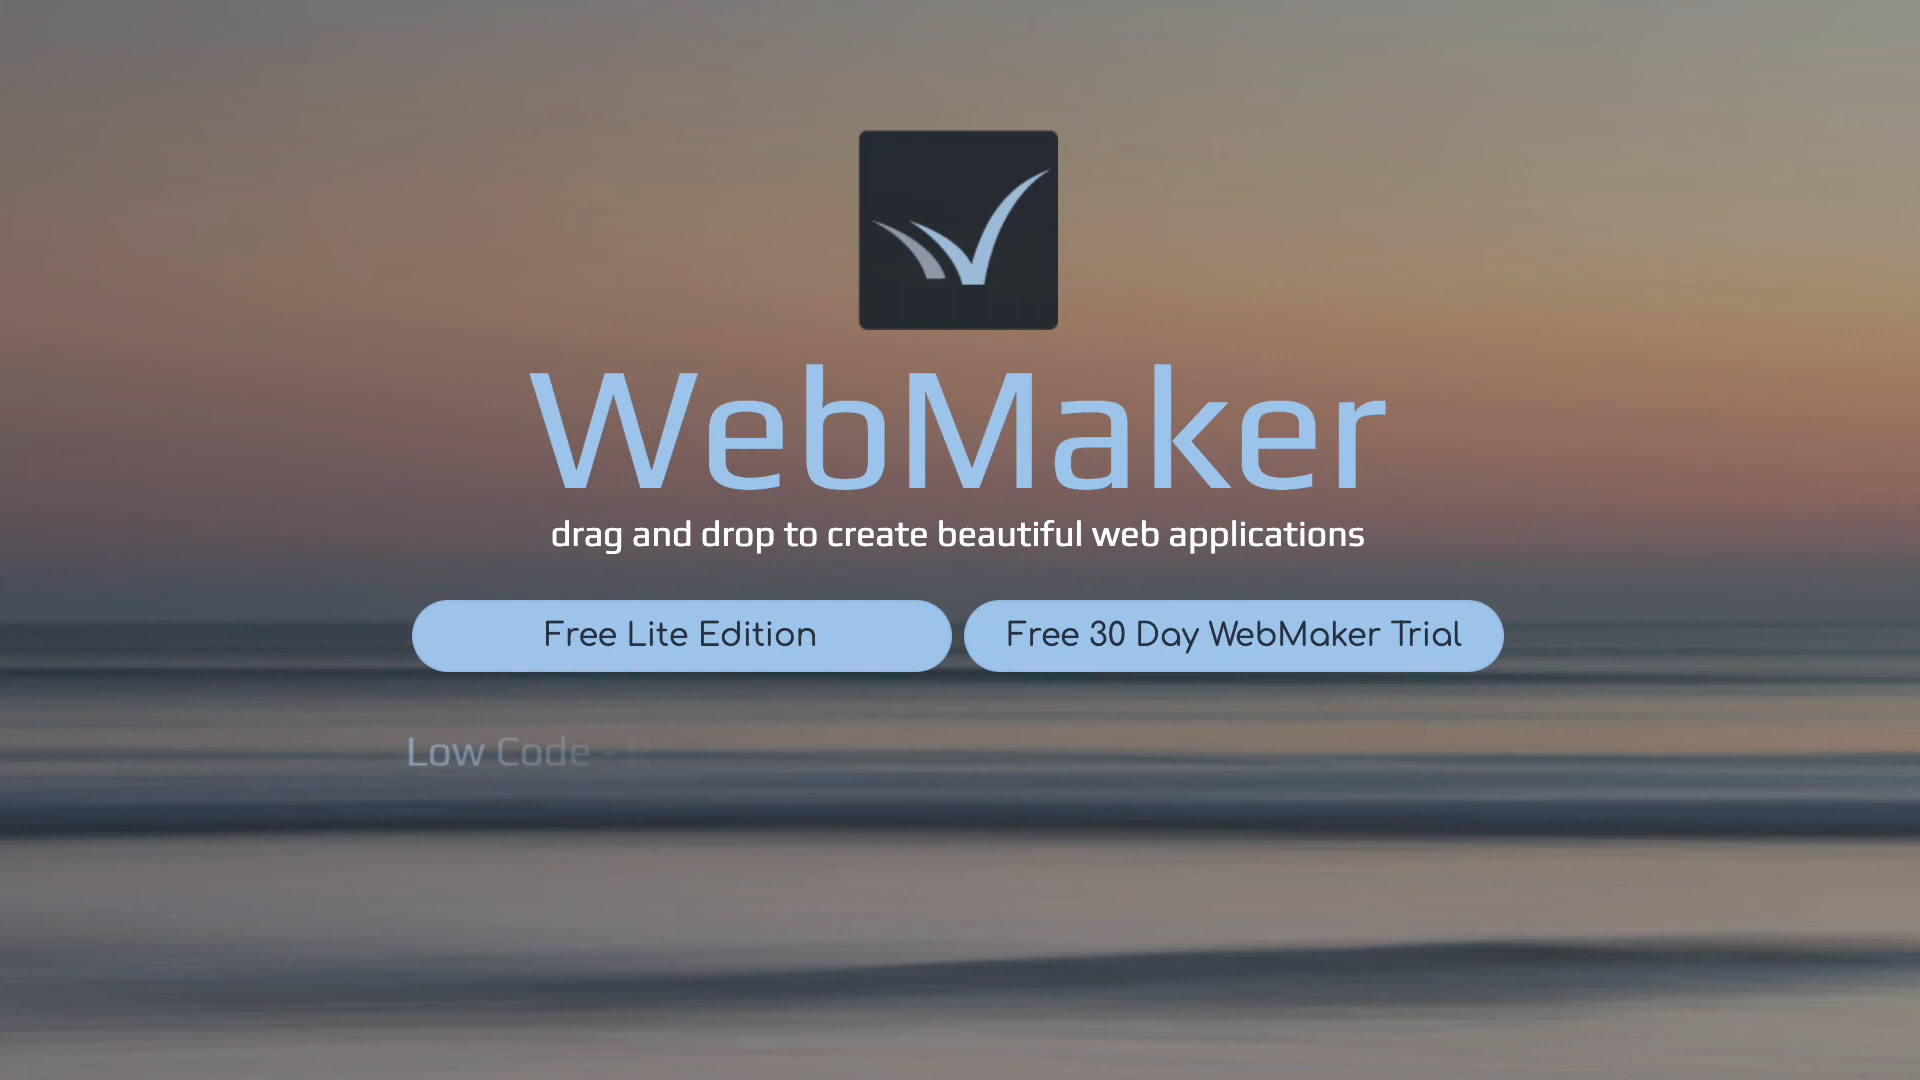 WebMaker
drag and drop to create beautiful web applications
Free Lite Edition
Free 30 Day WebMaker Trial
Low Code - R